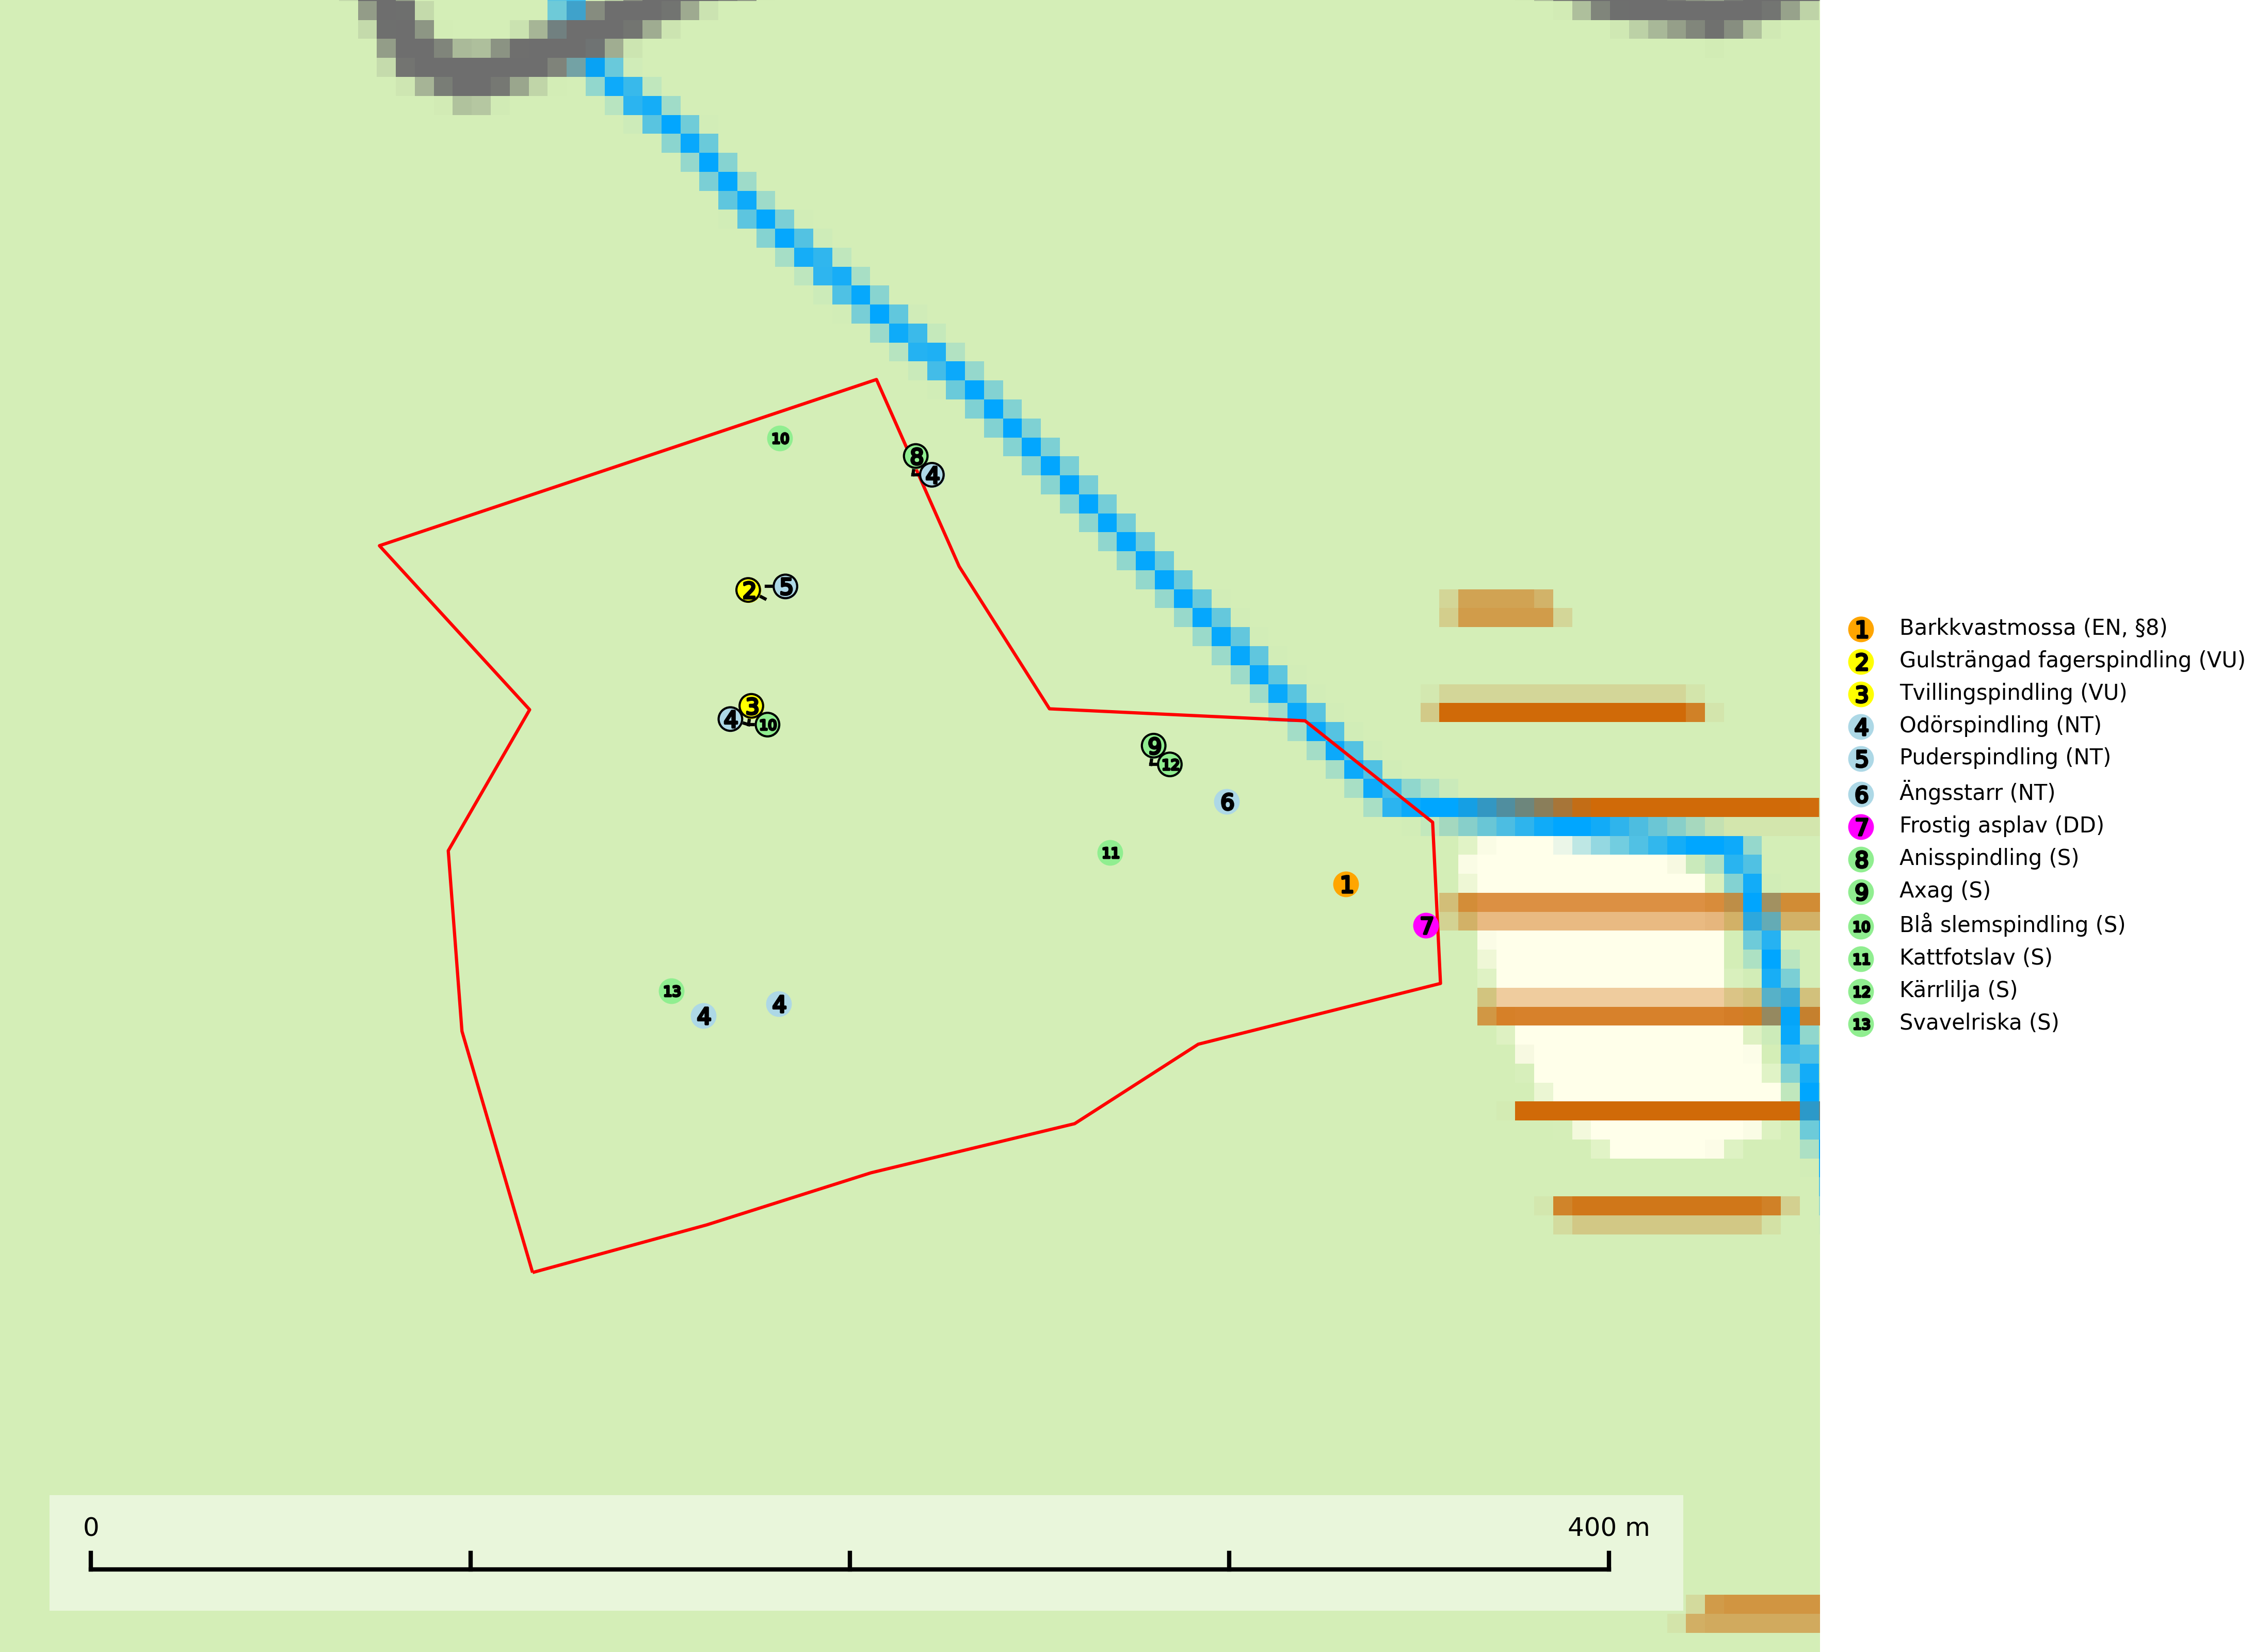 10
8
4
2 5
3
4 10
9
12
6
11
1
7
13
4 4
0 400 m
1 Barkkvastmossa (EN, §8)
2 Gulsträngad fagerspindling (VU)
3 Tvillingspindling (VU)
4 Odörspindling (NT)
5 Puderspindling (NT)
6 Ängsstarr (NT)
7 Frostig asplav (DD)
8 Anisspindling (S)
9 Axag (S)
10 Blå slemspindling (S)
11 Kattfotslav (S)
12 Kärrlilja (S)
13 Svavelriska (S)